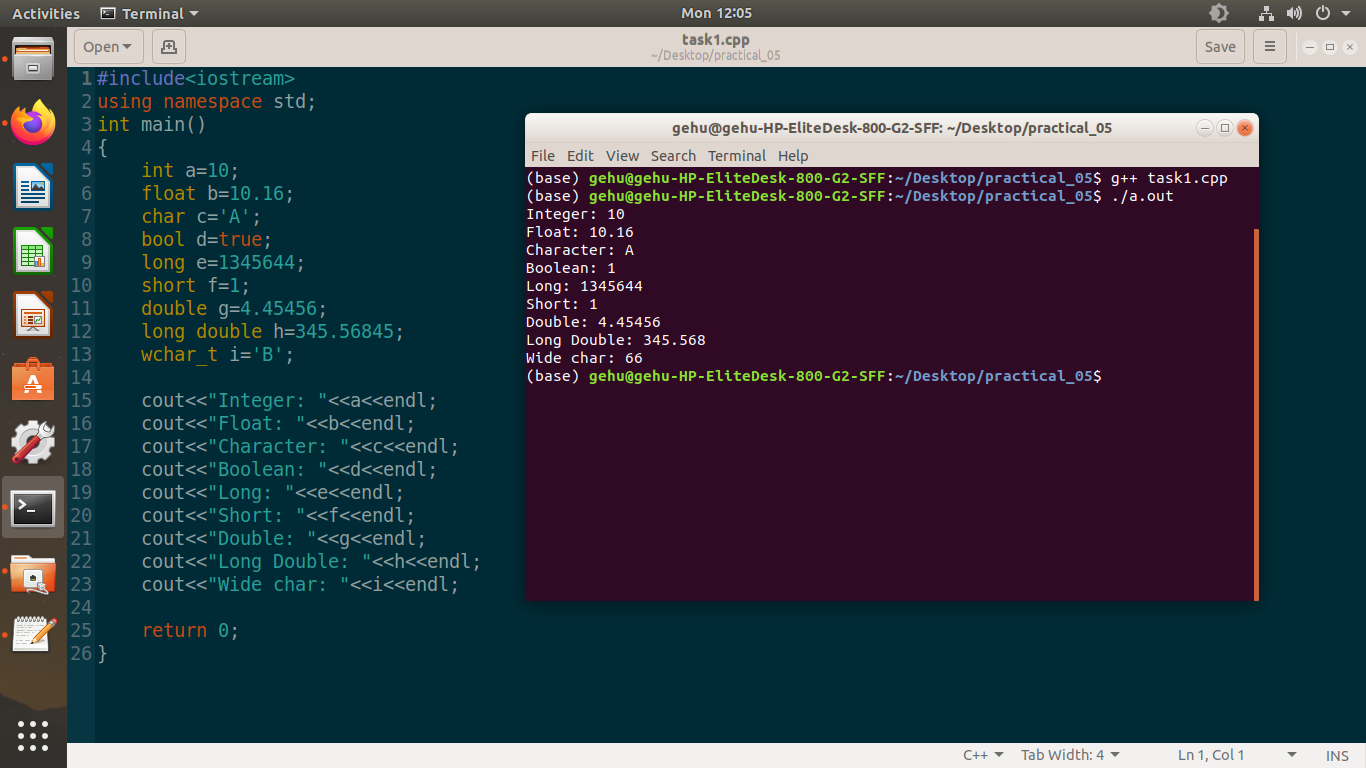 Activities Terminal Mon 12:05
Open Save
task1.cpp
~/Desktop/practical_05
1 #include<iostream>
2 using namespace std;
3 int main()
4 {
5     int a=10;
6     float b=10.16;
7     char c='A';
8     bool d=true;
9     long e=1345644;
10     short f=1;
11     double g=4.45456;
12     long double h=345.56845;
13     wchar_t i='B';
14
15     cout<<"Integer: "<<a<<endl;
16     cout<<"Float: "<<b<<endl;
17     cout<<"Character: "<<c<<endl;
18     cout<<"Boolean: "<<d<<endl;
19     cout<<"Long: "<<e<<endl;
20     cout<<"Short: "<<f<<endl;
21     cout<<"Double: "<<g<<endl;
22     cout<<"Long Double: "<<h<<endl;
23     cout<<"Wide char: "<<i<<endl;
24
25     return 0;
26 }
gehu@gehu-HP-EliteDesk-800-G2-SFF: ~/Desktop/practical_05
File Edit View Search Terminal Help
(base) gehu@gehu-HP-EliteDesk-800-G2-SFF:~/Desktop/practical_05$ g++ task1.cpp
(base) gehu@gehu-HP-EliteDesk-800-G2-SFF:~/Desktop/practical_05$ ./a.out
Integer: 10
Float: 10.16
Character: A
Boolean: 1
Long: 1345644
Short: 1
Double: 4.45456
Long Double: 345.568
Wide char: 66
(base) gehu@gehu-HP-EliteDesk-800-G2-SFF:~/Desktop/practical_05$
C++ Tab Width: 4 Ln 1, Col 1 INS